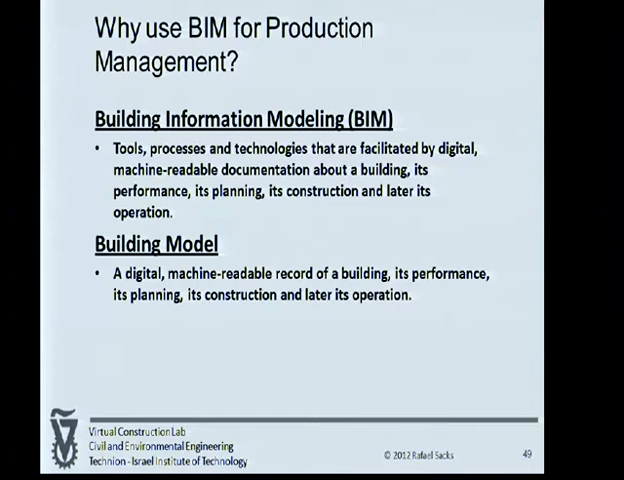 Why use BIM for Production
Management?
Building Information Modeling (BIM)
• Tools, processes and technologies that are facilitated by digital,
machine-readable documentation about a building, its
performance, its planning, its construction and later its
operation.
Building Model
• A digital, machine-readable record of a building, its performance,
its planning, its construction and later its operation.
Virtual Construction Lab
Civil and Environmental Engineering
Technion - Israel Institute of Technology
© 2012 Rafael Sacks
49